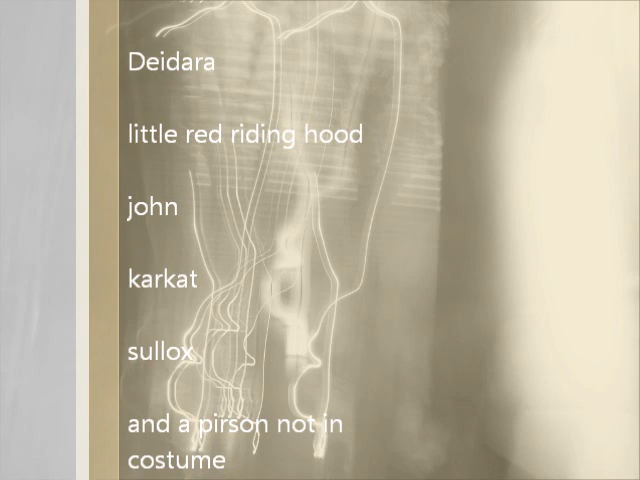 Deidara
little red riding hood
john
karkat
sullox
and a pirson not in
costume